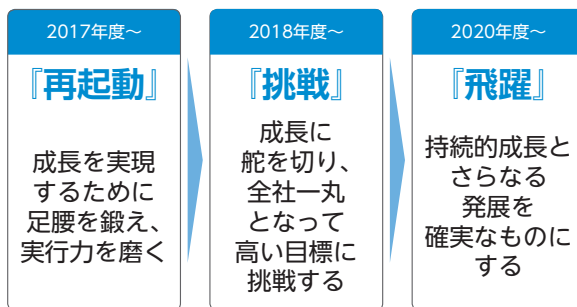 2017年度～
『再起動』
成長を実現
するために
足腰を鍛え、
実行力を磨く
2018年度～
『挑戦』
成長に
舵を切り、
全社一丸
となって
高い目標に
挑戦する
2020年度～
『飛躍』
持続的成長と
さらなる
発展を
確実なものに
する